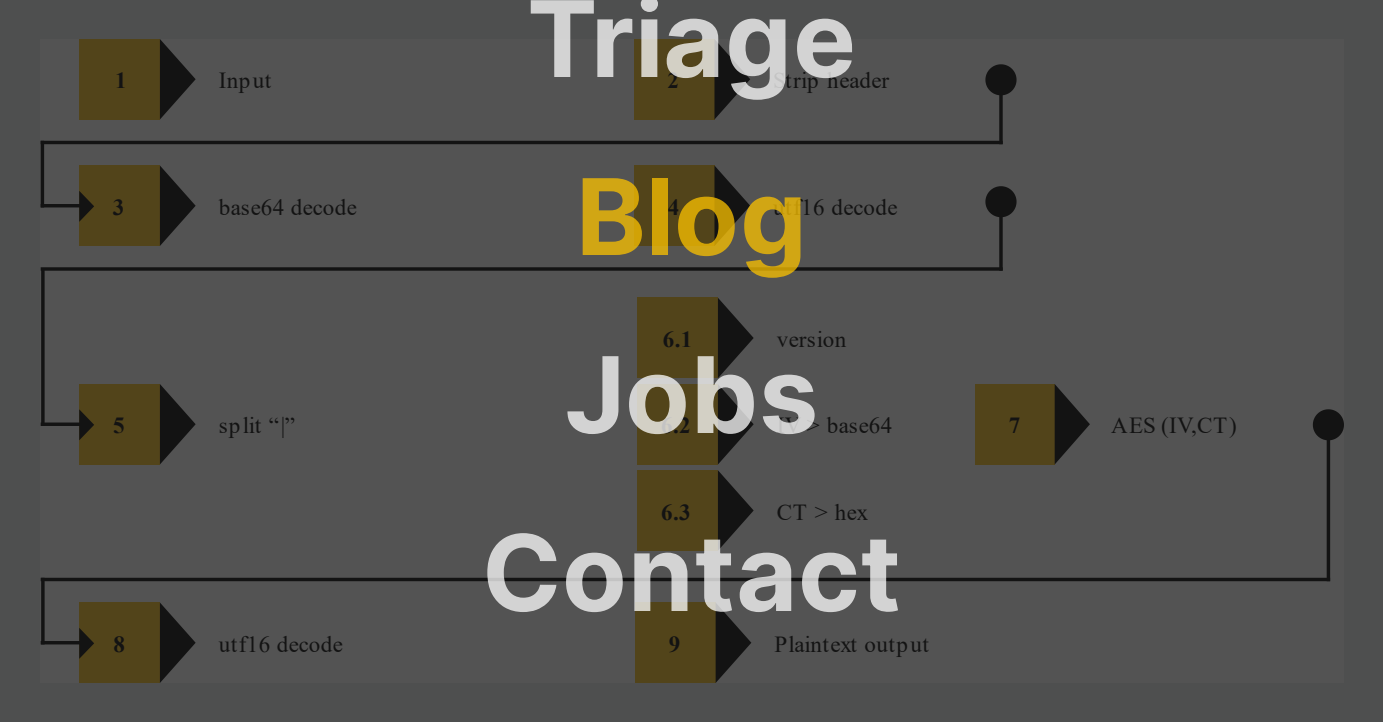 Triage
1 Input 2 Strip header
3 base64 decode 4 utf16 decode
Blog
6.1 version
Jobs
5 split “|” 6.2 IV > base64 7 AES (IV,CT)
6.3 CT > hex
Contact
8 utf16 decode 9 Plaintext output